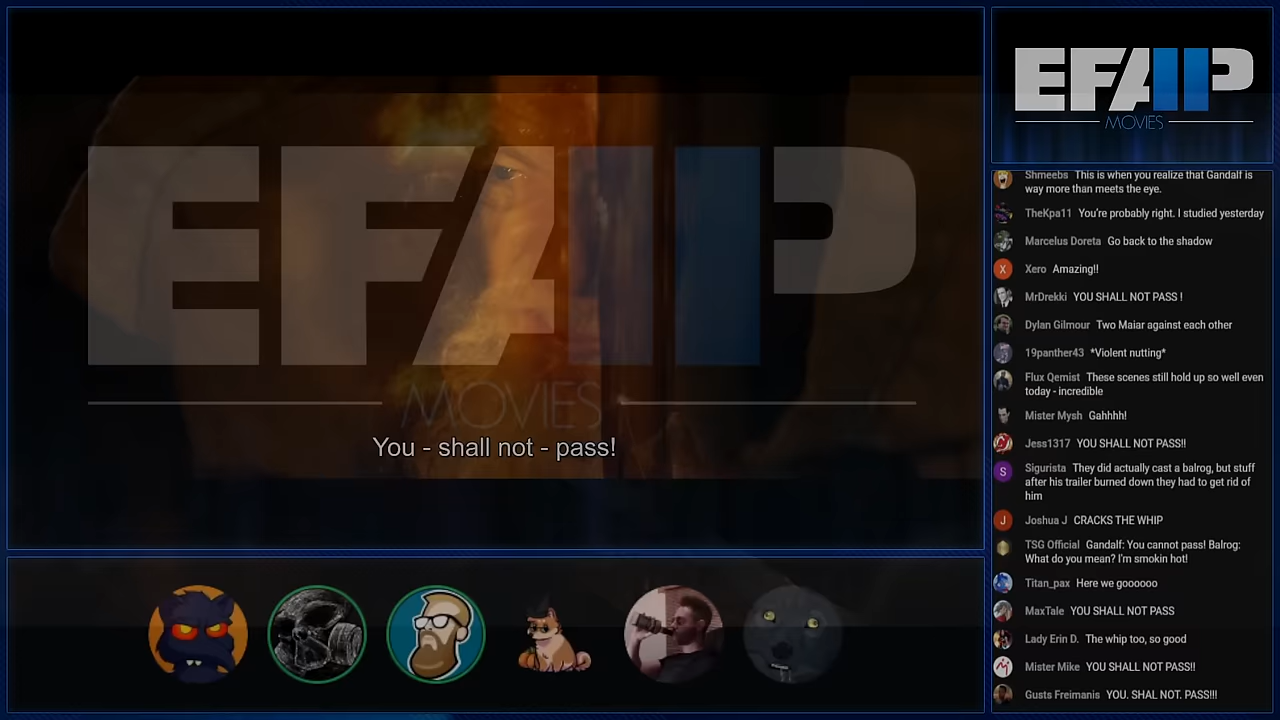 EFAP
MOVIES
You - shall not - pass!
EFAP
MOVIES
Shmeebs This is when you realize that Gandalf is
way more than meets the eye.
TheKpa11 You're probably right. I studied yesterday
Marcelus Doreta Go back to the shadow
X
Xero Amazing!!
MrDrekki YOU SHALL NOT PASS !
Dylan Gilmour Two Maiar against each other
19panther43 *Violent nutting*
Flux Qemist These scenes still hold up so well even
today - incredible
Mister Mysh Gahhhh!
Jess1317 YOU SHALL NOT PASS!!
S
Sigurista They did actually cast a balrog, but stuff
after his trailer burned down they had to get rid of
him
J
Joshua J CRACKS THE WHIP
TSG Official Gandalf: You cannot pass! Balrog:
What do you mean? I'm smokin hot!
Titan_pax Here we goooooo
MaxTale YOU SHALL NOT PASS
Lady Erin D. The whip too, so good
Mister Mike YOU SHALL NOT PASS!!
Gusts Freimanis YOU. SHAL NOT. PASS!!!